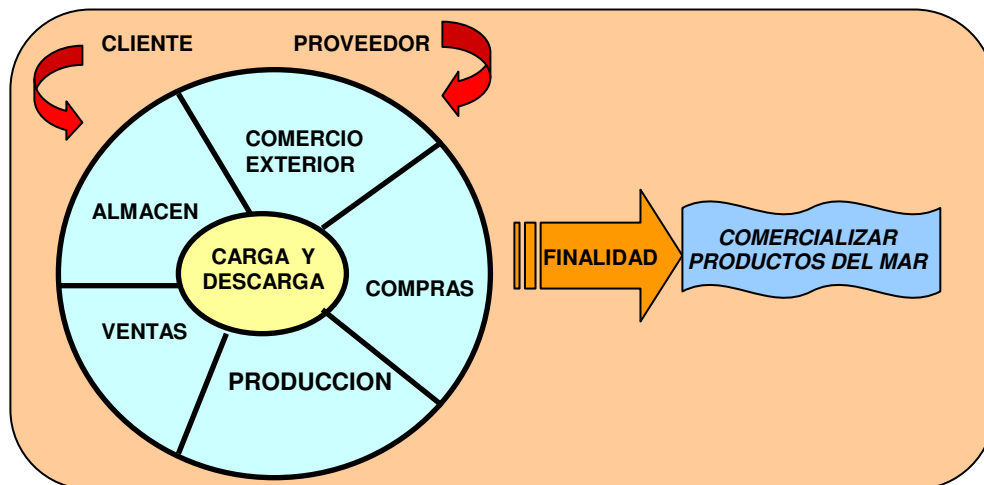 CLIENTE
PROVEEDOR
COMERCIO
EXTERIOR
ALMACEN
CARGA Y
DESCARGA
COMPRAS
VENTAS
PRODUCCION
FINALIDAD
COMERCIALIZAR
PRODUCTOS DEL MAR